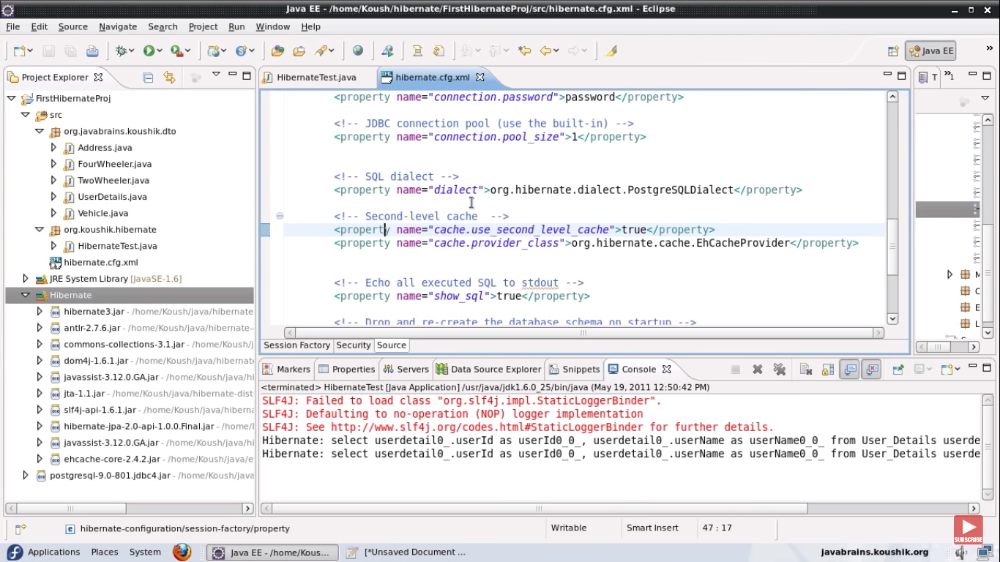 Java EE - /home/Koush/hibernate/FirstHibernateProj/src/hibernate.cfg.xml - Eclipse
File Edit Source Navigate Search Project Run Window Help
Java EE
Project Explorer
FirstHibernateProj
src
org.javabrains.koushik.dto
Address.java
FourWheeler.java
TwoWheeler.java
UserDetails.java
Vehicle.java
org.koushik.hibernate
HibernateTest.java
hibernate.cfg.xml
JRE System Library [JavaSE-1.6]
Hibernate
hibernate3.jar - /home/Koush/java/hibernate
antlr-2.7.6.jar - /home/Koush/java/hibernate
commons-collections-3.1.jar - /home/Koush/j
dom4j-1.6.1.jar - /home/Koush/java/hibernate
javassist-3.12.0.GA.jar - /home/Koush/java/hi
jta-1.1.jar - /home/Koush/java/hibernate-dist
slf4j-api-1.6.1.jar - /home/Koush/java/hibern
hibernate-jpa-2.0-api-1.0.0.Final.jar - /home/
javassist-3.12.0.GA.jar - /home/Koush/java/hi
ehcache-core-2.4.2.jar - /home/Koush/java/e
postgresql-9.0-801.jdbc4.jar - /home/Koush/java
HibernateTest.java hibernate.cfg.xml
<property name="connection.password">password</property>
<!-- JDBC connection pool (use the built-in) -->
<property name="connection.pool_size">1</property>
<!-- SQL dialect -->
<property name="dialect">org.hibernate.dialect.PostgreSQLDialect</property>
<!-- Second-level cache  -->
<property name="cache.use_second_level_cache">true</property>
<property name="cache.provider_class">org.hibernate.cache.EhCacheProvider</property>
<!-- Echo all executed SQL to stdout -->
<property name="show_sql">true</property>
<!-- Drop and re-create the database schema on startup -->
Session Factory Security Source
T
M
C
E
L
Markers Properties Servers Data Source Explorer Snippets Console
<terminated> HibernateTest [Java Application] /usr/java/jdk1.6.0_25/bin/java (May 19, 2011 12:50:42 PM)
SLF4J: Failed to load class "org.slf4j.impl.StaticLoggerBinder".
SLF4J: Defaulting to no-operation (NOP) logger implementation
SLF4J: See http://www.slf4j.org/codes.html#StaticLoggerBinder for further details.
Hibernate: select userdetail0_.userId as userId0_0_, userdetail0_.userName as userName0_0_ from User_Details userde
Hibernate: select userdetail0_.userId as userId0_0_, userdetail0_.userName as userName0_0_ from User_Details userde
hibernate-configuration/session-factory/property
Writable
Smart Insert
47 : 17
SUBSCRIBE
Applications Places System
Java EE - /home/Kous...
[*Unsaved Document ...
javabrains.koushik.org